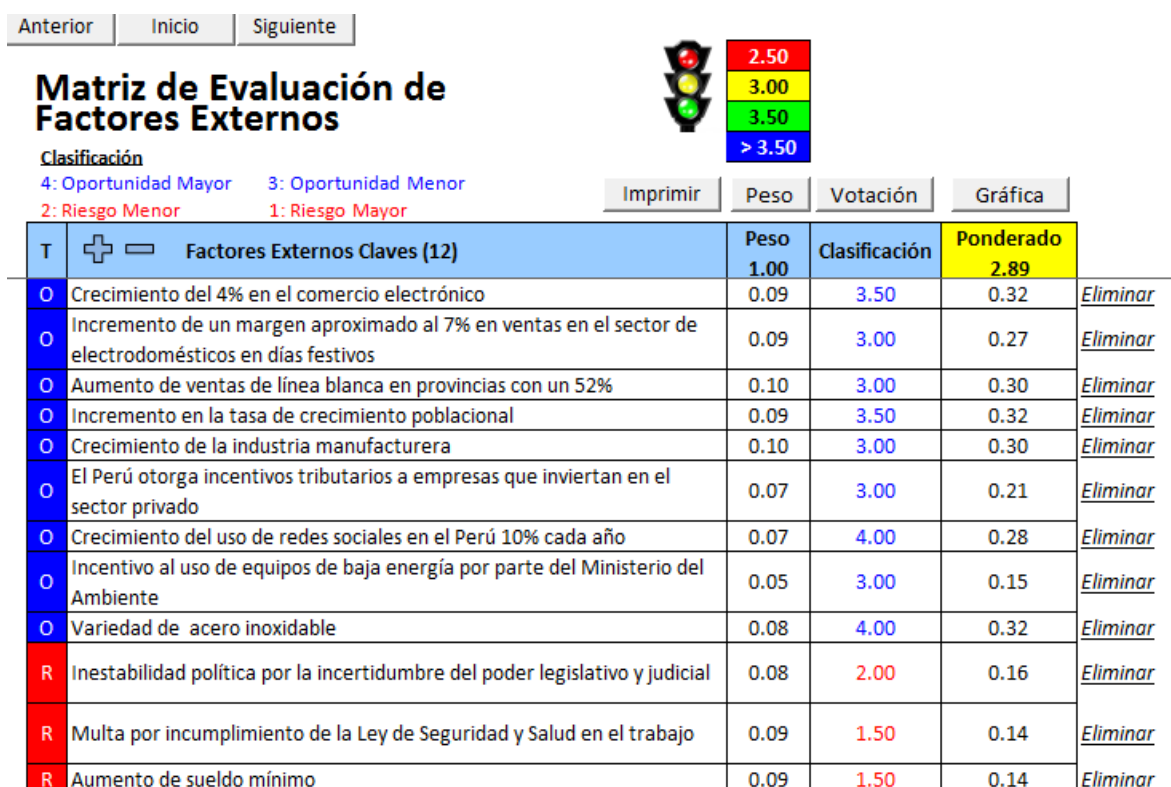 Anterior Inicio Siguiente
2.50
Matriz de Evaluación de
3.00
Factores Externos
3.50
Clasificación
> 3.50
4: Oportunidad Mayor 3: Oportunidad Menor
Imprimir Peso Votación Gráfica
2: Riesgo Menor 1: Riesgo Mayor
T Factores Externos Claves (12) Peso Clasificación Ponderado
1.00 2.89
O Crecimiento del 4% en el comercio electrónico 0.09 3.50 0.32 Eliminar
Incremento de un margen aproximado al 7% en ventas en el sector de
O 0.09 3.00 0.27 Eliminar
electrodomésticos en días festivos
O Aumento de ventas de línea blanca en provincias con un 52% 0.10 3.00 0.30 Eliminar
O Incremento en la tasa de crecimiento poblacional 0.09 3.50 0.32 Eliminar
O Crecimiento de la industria manufacturera 0.10 3.00 0.30 Eliminar
El Perú otorga incentivos tributarios a empresas que inviertan en el
O 0.07 3.00 0.21 Eliminar
sector privado
O Crecimiento del uso de redes sociales en el Perú 10% cada año 0.07 4.00 0.28 Eliminar
Incentivo al uso de equipos de baja energía por parte del Ministerio del
O 0.05 3.00 0.15 Eliminar
Ambiente
O Variedad de acero inoxidable 0.08 4.00 0.32 Eliminar
R Inestabilidad política por la incertidumbre del poder legislativo y judicial 0.08 2.00 0.16 Eliminar
R Multa por incumplimiento de la Ley de Seguridad y Salud en el trabajo 0.09 1.50 0.14 Eliminar
R Aumento de sueldo mínimo 0.09 1.50 0.14 Eliminar